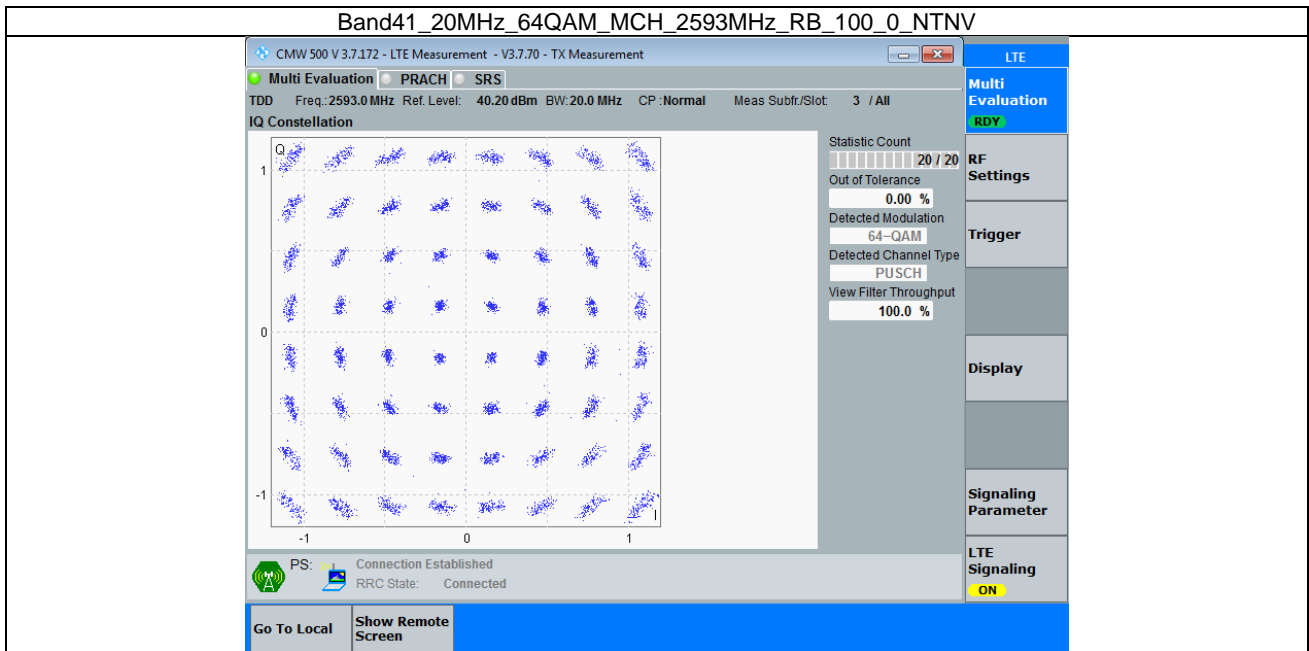 Band41_20MHz_64QAM_MCH_2593MHz_RB_100_0_NTNV
CMW 500 V 3.7.172 - LTE Measurement - V3.7.70 - TX Measurement
LTE
Multi Evaluation PRACH SRS
Multi
Evaluation
RDY
TDD Freq.:2593.0 MHz Ref. Level: 40.20 dBm BW:20.0 MHz CP :Normal Meas Subfr./Slot: 3 / All
IQ Constellation
Q
1
0
-1
-1
0
1
I
Statistic Count
20 / 20
Out of Tolerance
0.00 %
Detected Modulation
64-QAM
Detected Channel Type
PUSCH
View Filter Throughput
100.0 %
RF
Settings
Trigger
Display
Signaling
Parameter
LTE
Signaling
ON
PS: Connection Established
RRC State: Connected
Go To Local
Show Remote
Screen